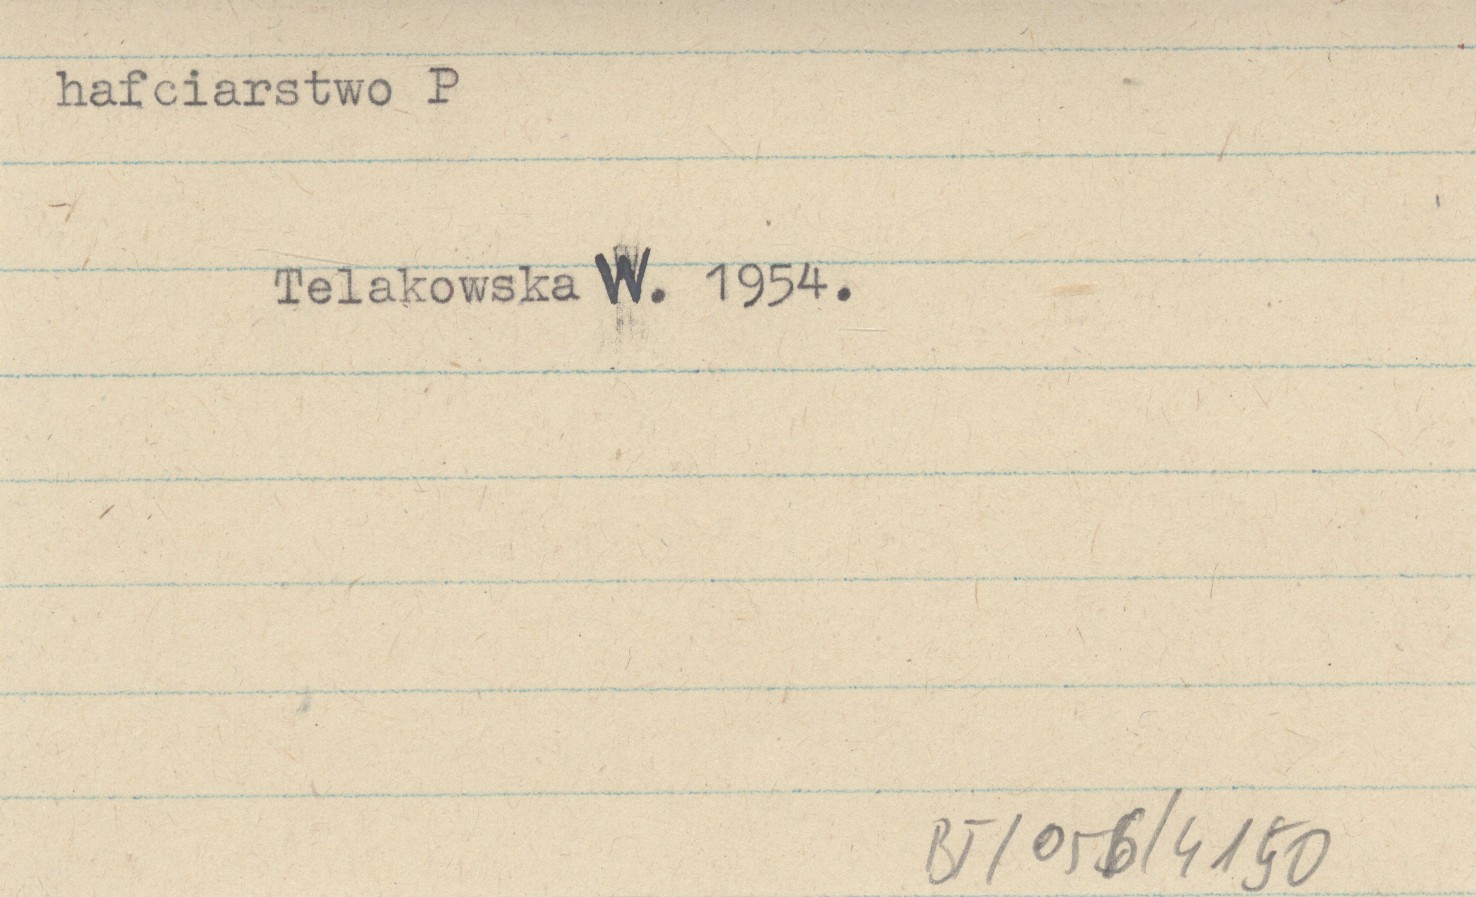 hafciarstwo P
Telakowska W. 1954.
BJ/056/4150